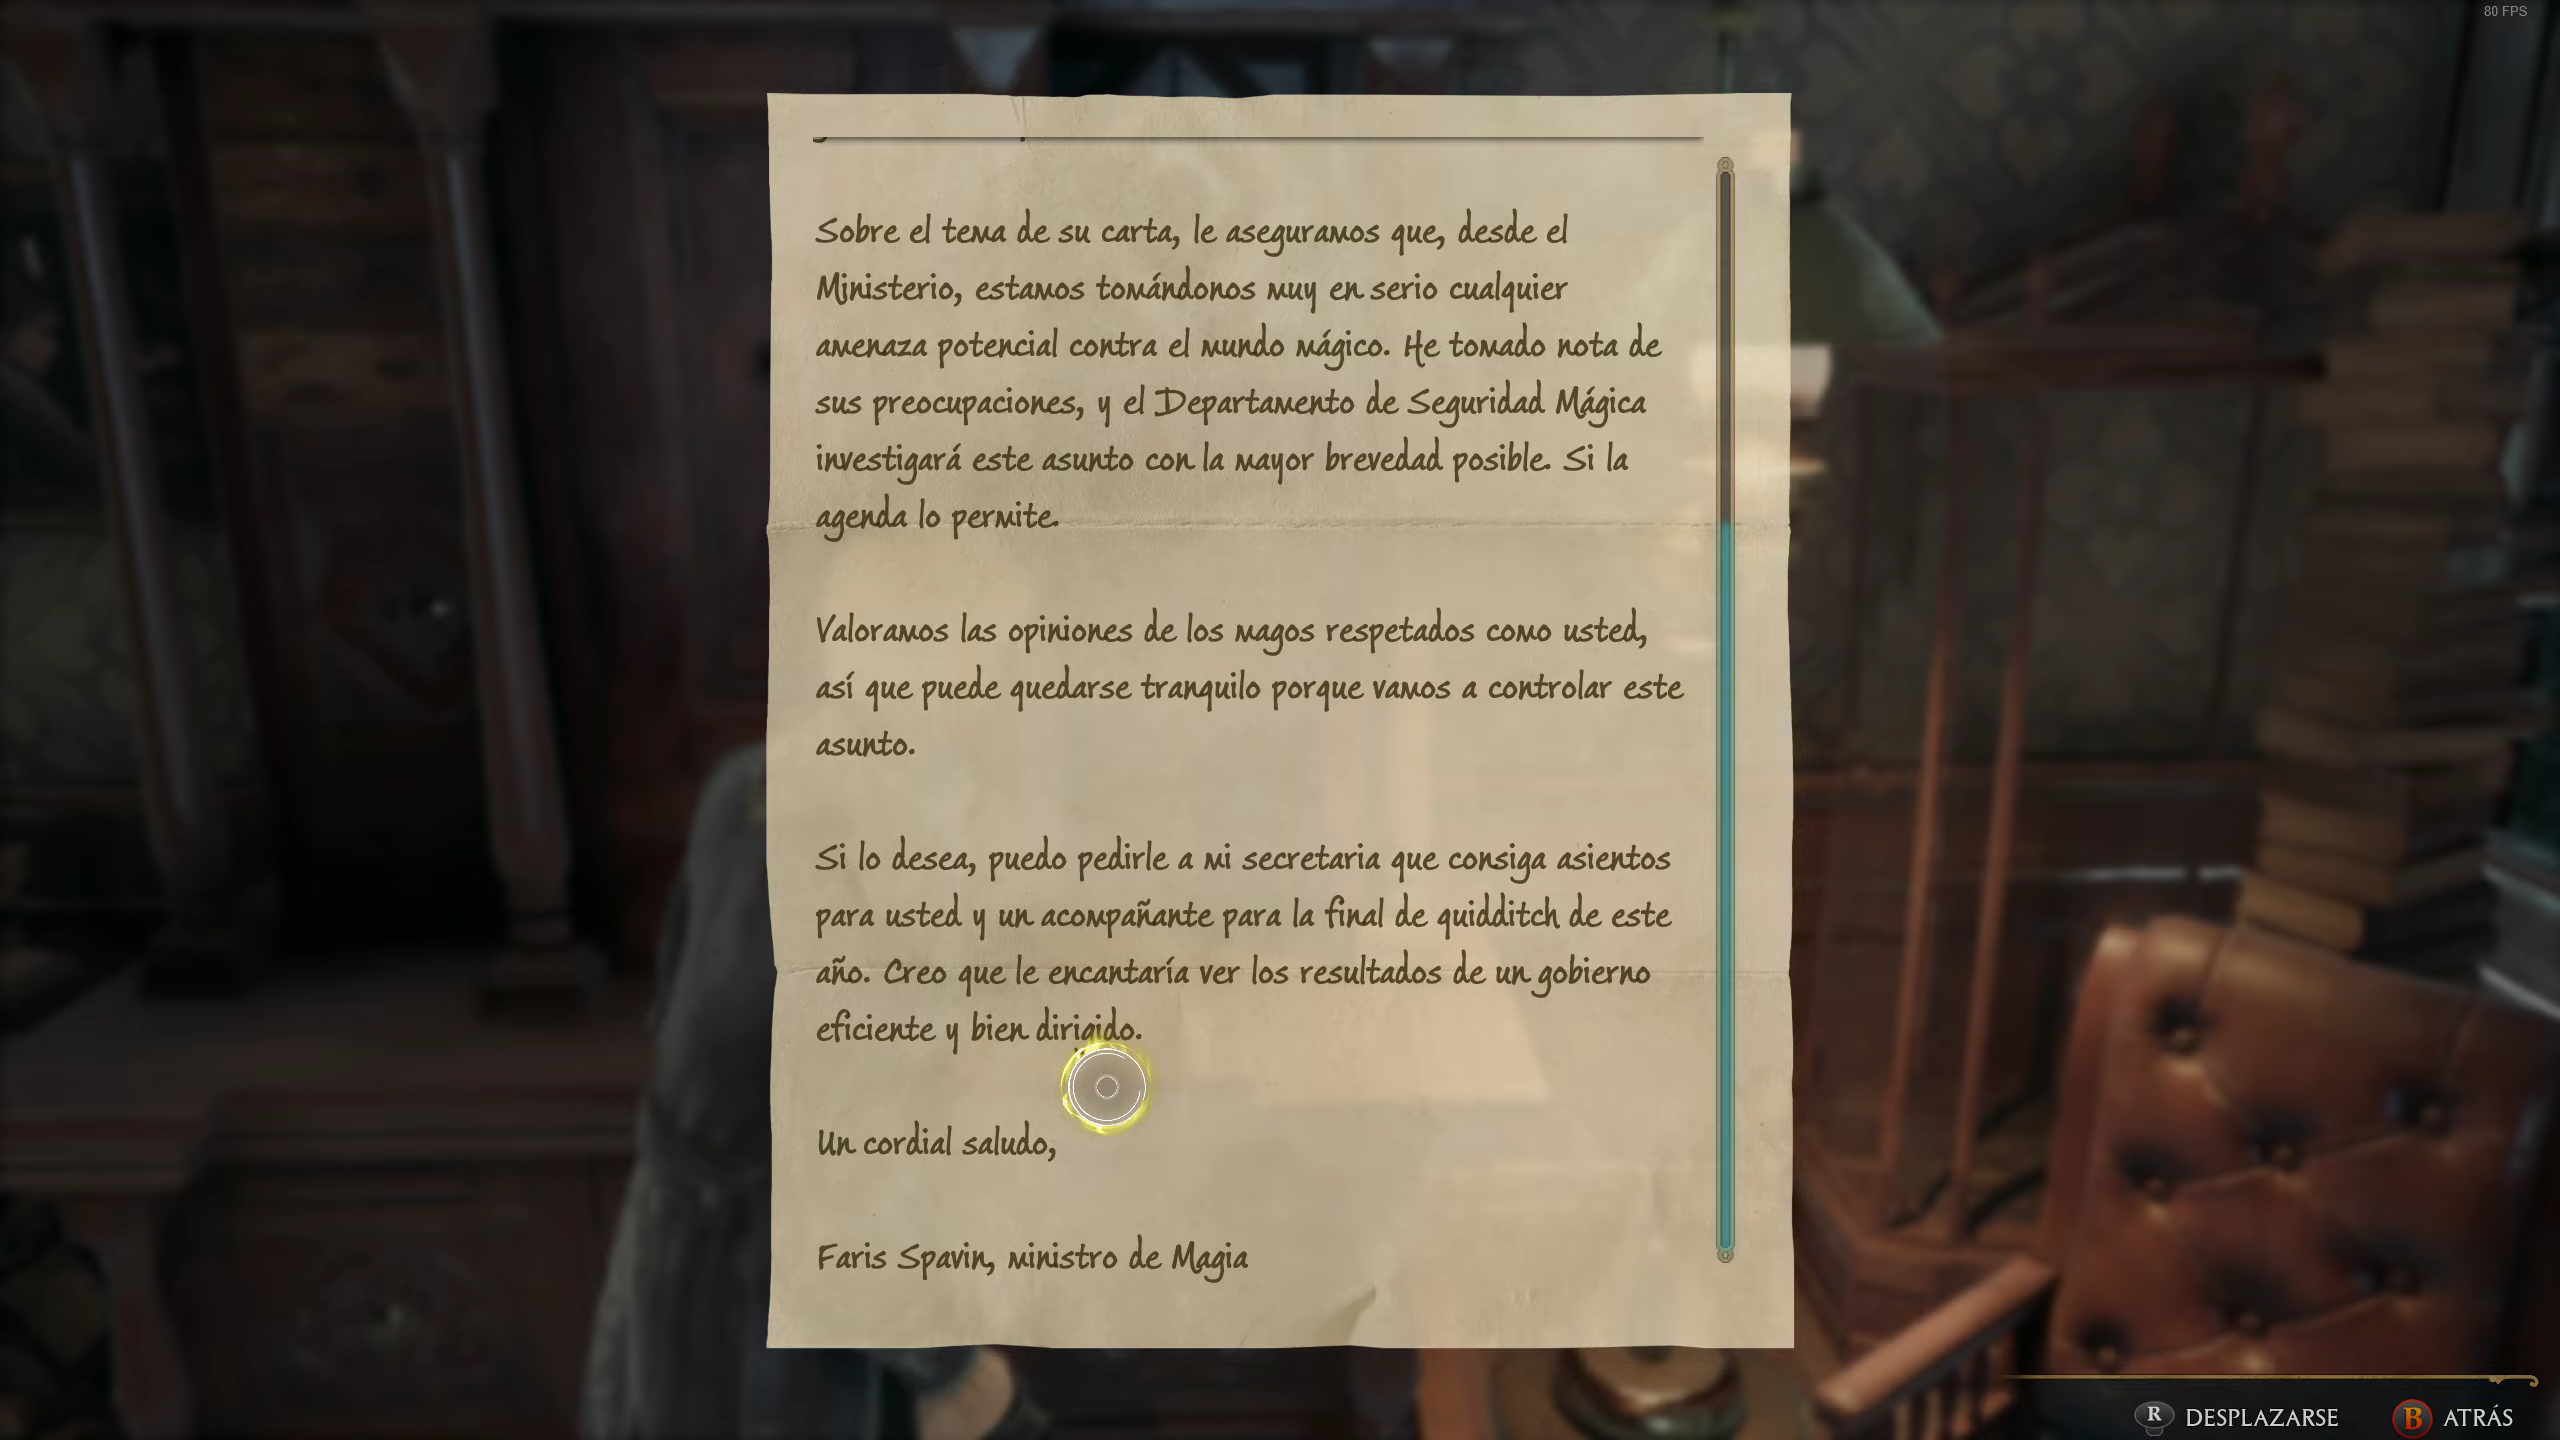 80 FPS
Sobre el tema de su carta, le aseguramos que, desde el
Ministerio, estamos tomándonos muy en serio cualquier
amenaza potencial contra el mundo mágico. He tomado nota de
sus preocupaciones, y el Departamento de Seguridad Mágica
investigará este asunto con la mayor brevedad posible. Si la
agenda lo permite.
Valoramos las opiniones de los magos respetados como usted,
así que puede quedarse tranquilo porque vamos a controlar este
asunto.
Si lo desea, puedo pedirle a mi secretaria que consiga asientos
para usted y un acompañante para la final de quidditch de este
año. Creo que le encantaría ver los resultados de un gobierno
eficiente y bien dirigido.
Un cordial saludo,
Faris Spavin, ministro de Magia
R DESPLAZARSE B ATRÁS